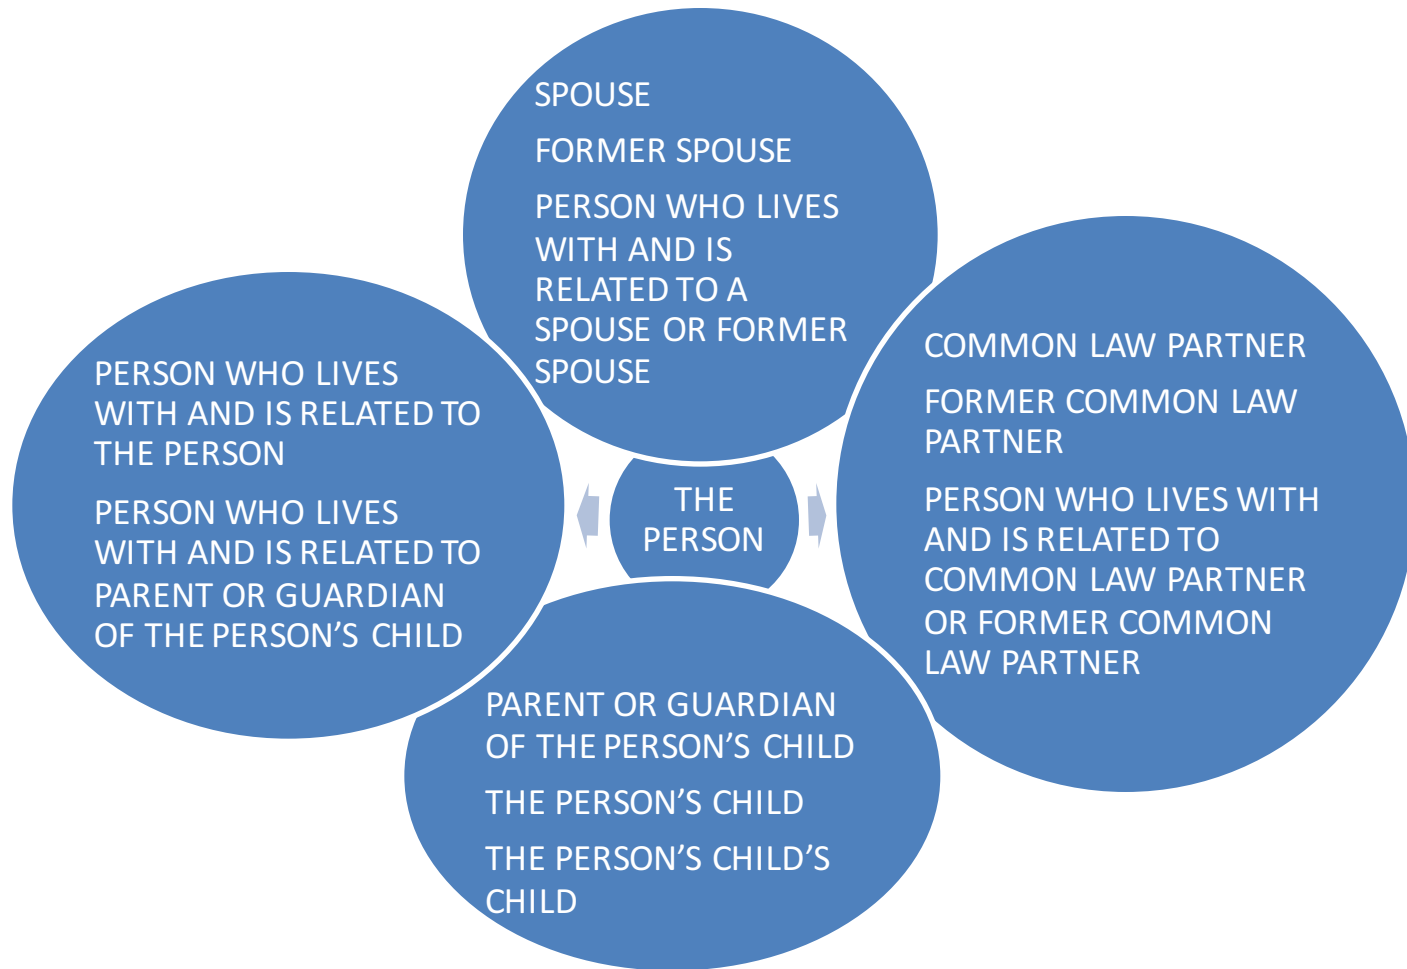 SPOUSE
FORMER SPOUSE
PERSON WHO LIVES
WITH AND IS
RELATED TO A
SPOUSE OR FORMER
SPOUSE
PERSON WHO LIVES
WITH AND IS RELATED TO
THE PERSON
PERSON WHO LIVES
WITH AND IS RELATED TO
PARENT OR GUARDIAN
OF THE PERSON’S CHILD
THE
PERSON
COMMON LAW PARTNER
FORMER COMMON LAW
PARTNER
PERSON WHO LIVES WITH
AND IS RELATED TO
COMMON LAW PARTNER
OR FORMER COMMON
LAW PARTNER
PARENT OR GUARDIAN
OF THE PERSON’S CHILD
THE PERSON’S CHILD
THE PERSON’S CHILD’S
CHILD